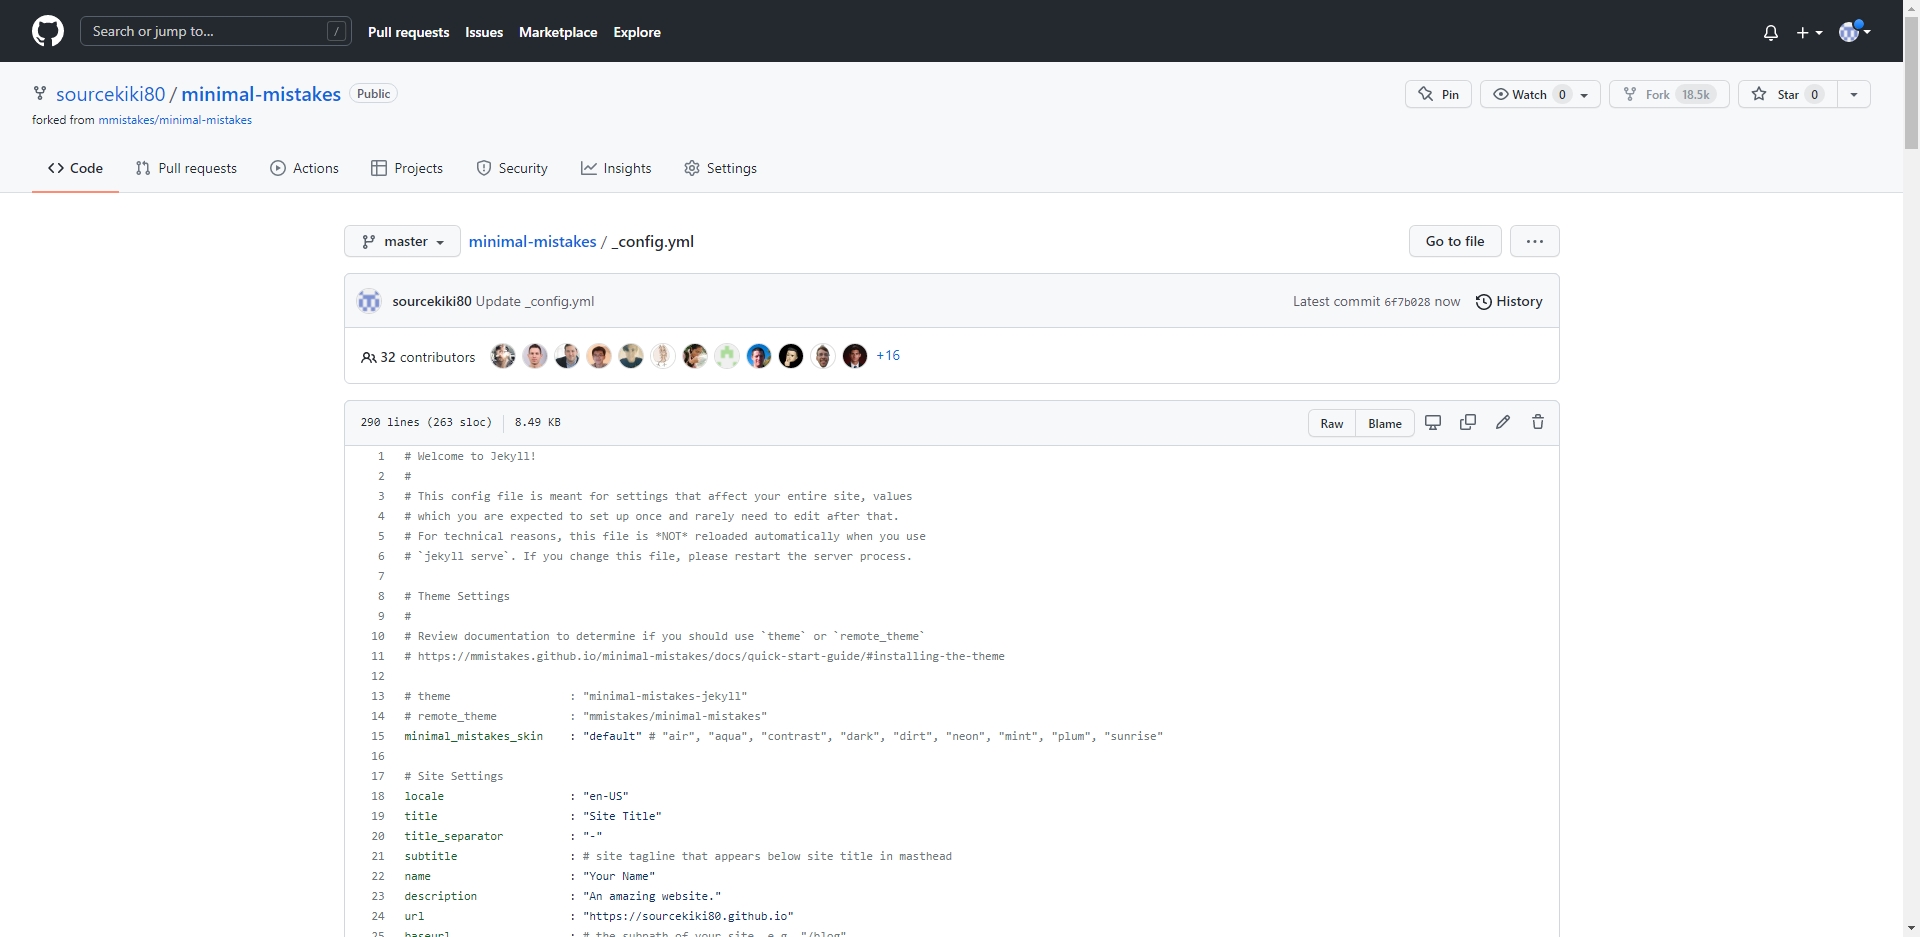 Search or jump to... /
Pull requests Issues Marketplace Explore
sourcekiki80 / minimal-mistakes Public
Pin Watch 0 Fork 18.5k Star 0
forked from mmistakes/minimal-mistakes
Code Pull requests Actions Projects Security Insights Settings
master minimal-mistakes / _config.yml Go to file ...
sourcekiki80 Update _config.yml Latest commit 6f7b028 now History
32 contributors +16
290 lines (263 sloc) 8.49 KB Raw Blame
1 # Welcome to Jekyll!
2 #
3 # This config file is meant for settings that affect your entire site, values
4 # which you are expected to set up once and rarely need to edit after that.
5 # For technical reasons, this file is *NOT* reloaded automatically when you use
6 # `jekyll serve`. If you change this file, please restart the server process.
7
8 # Theme Settings
9 #
10 # Review documentation to determine if you should use `theme` or `remote_theme`
11 # https://mmistakes.github.io/minimal-mistakes/docs/quick-start-guide/#installing-the-theme
12
13 # theme : "minimal-mistakes-jekyll"
14 # remote_theme : "mmistakes/minimal-mistakes"
15 minimal_mistakes_skin : "default" # "air", "aqua", "contrast", "dark", "dirt", "neon", "mint", "plum", "sunrise"
16
17 # Site Settings
18 locale : "en-US"
19 title : "Site Title"
20 title_separator : "-"
21 subtitle : # site tagline that appears below site title in masthead
22 name : "Your Name"
23 description : "An amazing website."
24 url : "https://sourcekiki80.github.io"
25 baseurl : # the subpath of your site, e.g. "/blog"